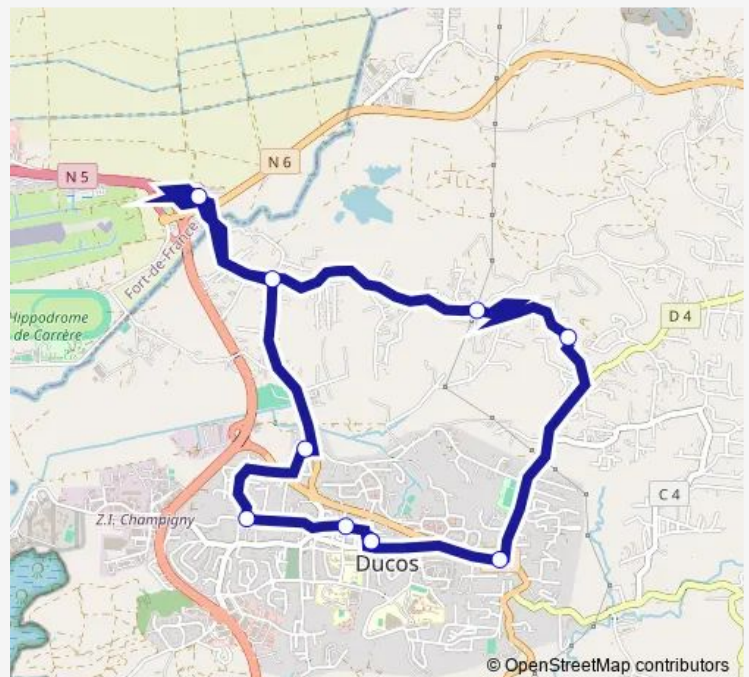 N 6
N 5
Fort-de-France
Hippodrome
de Carrère
D 4
C 4
Z.I. Champigny
Ducos
© OpenStreetMap contributors